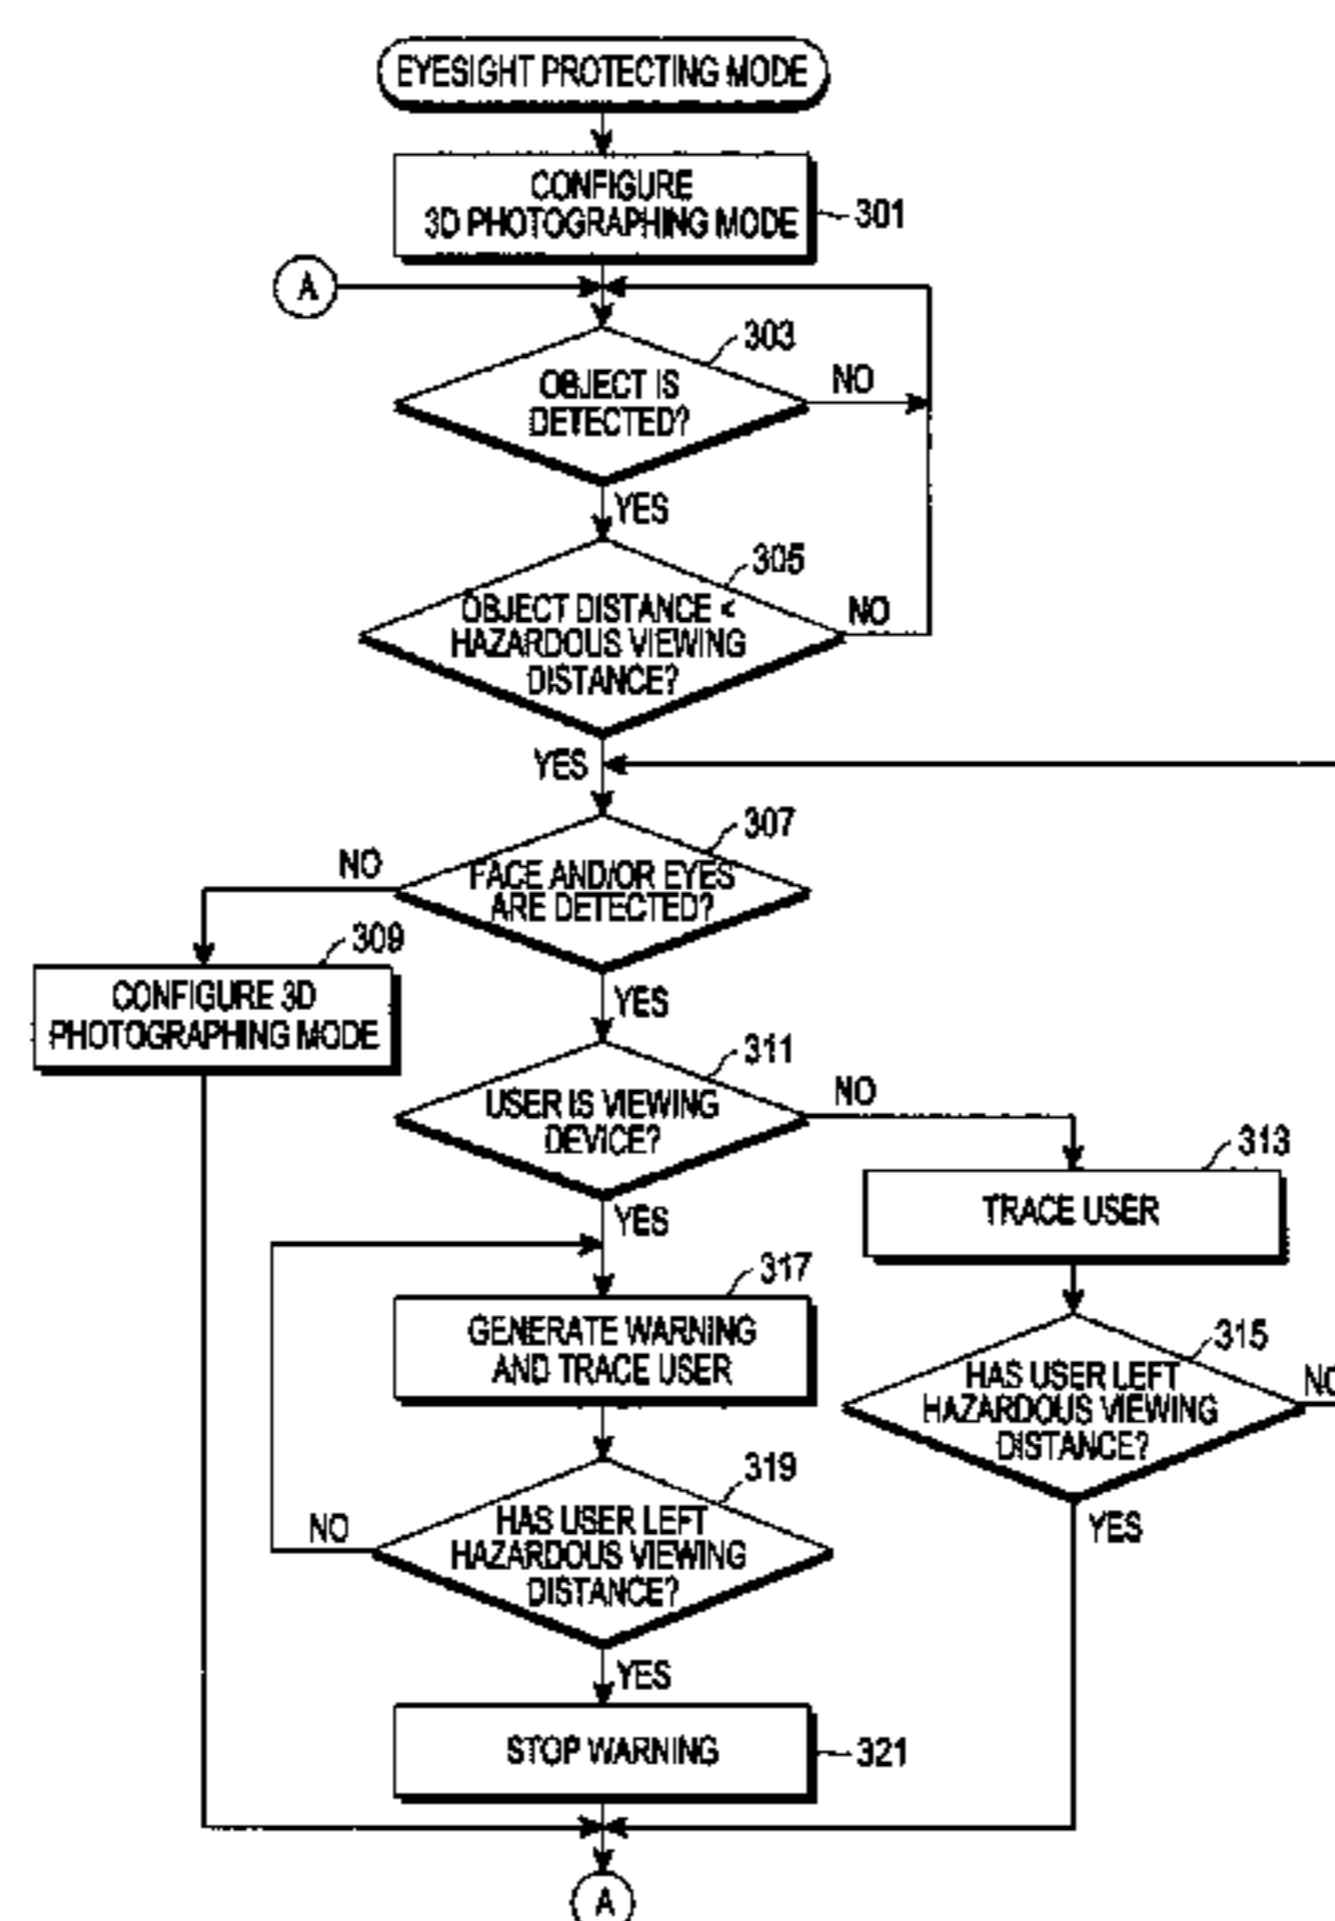 EYESIGHT PROTECTING MODE
CONFIGURE
3D PHOTOGRAPHING MODE
301
A
303
OBJECT IS
DETECTED?
NO
YES
305
OBJECT DISTANCE <
HAZARDOUS VIEWING
DISTANCE?
NO
YES
307
FACE AND/OR EYES
ARE DETECTED?
NO
309
CONFIGURE 3D
PHOTOGRAPHING MODE
YES
311
USER IS VIEWING
DEVICE?
NO
313
TRACE USER
YES
317
GENERATE WARNING
AND TRACE USER
315
HAS USER LEFT
HAZARDOUS VIEWING
DISTANCE?
NO
YES
319
HAS USER LEFT
HAZARDOUS VIEWING
DISTANCE?
NO
YES
STOP WARNING
321
A